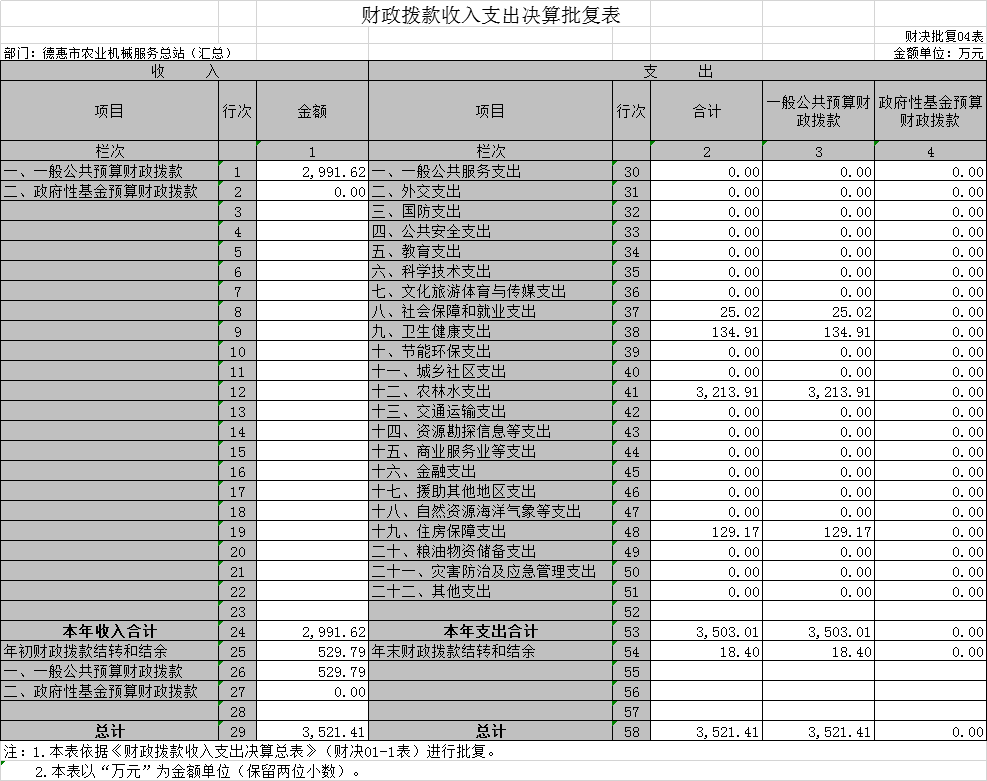 财政拨款收入支出决算批复表
财决批复04表
部门：德惠市农业机械服务总站（汇总） 金额单位：万元
收 入 支 出
项目 行次 金额 项目 行次 合计 一般公共预算财政拨款 政府性基金预算财政拨款
栏次 1 栏次 2 3 4
一、一般公共预算财政拨款 1 2,991.62 一、一般公共服务支出 30 0.00 0.00 0.00
二、政府性基金预算财政拨款 2 0.00 二、外交支出 31 0.00 0.00 0.00
3 三、国防支出 32 0.00 0.00 0.00
4 四、公共安全支出 33 0.00 0.00 0.00
5 五、教育支出 34 0.00 0.00 0.00
6 六、科学技术支出 35 0.00 0.00 0.00
7 七、文化旅游体育与传媒支出 36 0.00 0.00 0.00
8 八、社会保障和就业支出 37 25.02 25.02 0.00
9 九、卫生健康支出 38 134.91 134.91 0.00
10 十、节能环保支出 39 0.00 0.00 0.00
11 十一、城乡社区支出 40 0.00 0.00 0.00
12 十二、农林水支出 41 3,213.91 3,213.91 0.00
13 十三、交通运输支出 42 0.00 0.00 0.00
14 十四、资源勘探信息等支出 43 0.00 0.00 0.00
15 十五、商业服务业等支出 44 0.00 0.00 0.00
16 十六、金融支出 45 0.00 0.00 0.00
17 十七、援助其他地区支出 46 0.00 0.00 0.00
18 十八、自然资源海洋气象等支出 47 0.00 0.00 0.00
19 十九、住房保障支出 48 129.17 129.17 0.00
20 二十、粮油物资储备支出 49 0.00 0.00 0.00
21 二十一、灾害防治及应急管理支出 50 0.00 0.00 0.00
22 二十二、其他支出 51 0.00 0.00 0.00
23 52
本年收入合计 24 2,991.62 本年支出合计 53 3,503.01 3,503.01 0.00
年初财政拨款结转和结余 25 529.79 年末财政拨款结转和结余 54 18.40 18.40 0.00
一、一般公共预算财政拨款 26 529.79 55
二、政府性基金预算财政拨款 27 0.00 56
28 57
总计 29 3,521.41 总计 58 3,521.41 3,521.41 0.00
注：1.本表依据《财政拨款收入支出决算总表》（财决01-1表）进行批复。
2.本表以“万元”为金额单位（保留两位小数）。